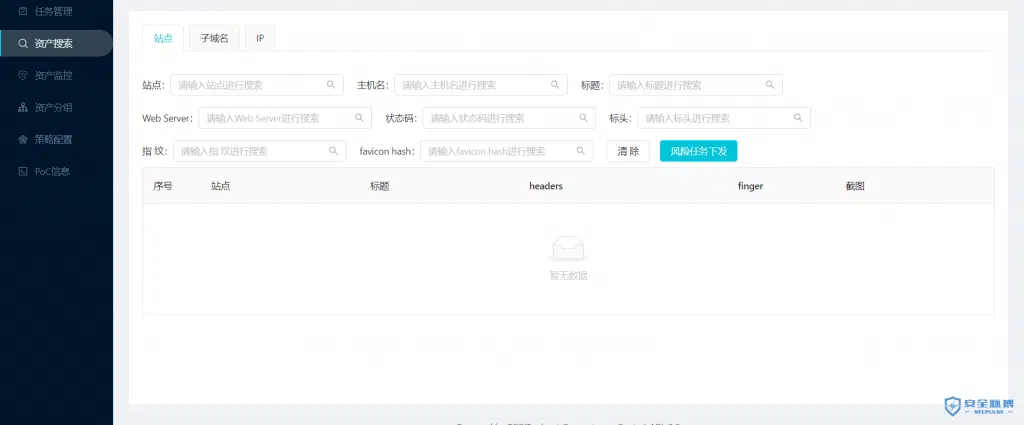 任务管理
资产搜索
资产监控
资产分组
策略配置
PoC信息
站点 子域名 IP
站点: 请输入站点进行搜索 主机名: 请输入主机名进行搜索 标题: 请输入标题进行搜索
Web Server: 请输入Web Server进行搜索 状态码: 请输入状态码进行搜索 标头: 请输入标头进行搜索
指 纹: 请输入指 纹进行搜索 favicon hash: 请输入favicon hash进行搜索 清 除 风险任务下发
序号 站点 标题 headers finger 截图
暂无数据
安全脉搏
SECPULSE